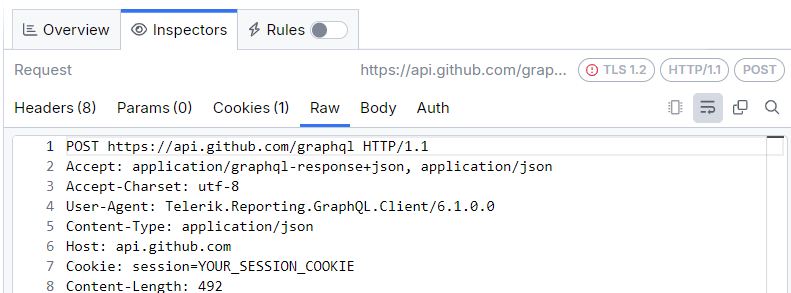 Overview Inspectors Rules
Request https://api.github.com/grap... TLS 1.2 HTTP/1.1 POST
Headers (8) Params (0) Cookies (1) Raw Body Auth
1 POST https://api.github.com/graphql HTTP/1.1
2 Accept: application/graphql-response+json, application/json
3 Accept-Charset: utf-8
4 User-Agent: Telerik.Reporting.GraphQL.Client/6.1.0.0
5 Content-Type: application/json
6 Host: api.github.com
7 Cookie: session=YOUR_SESSION_COOKIE
8 Content-Length: 492